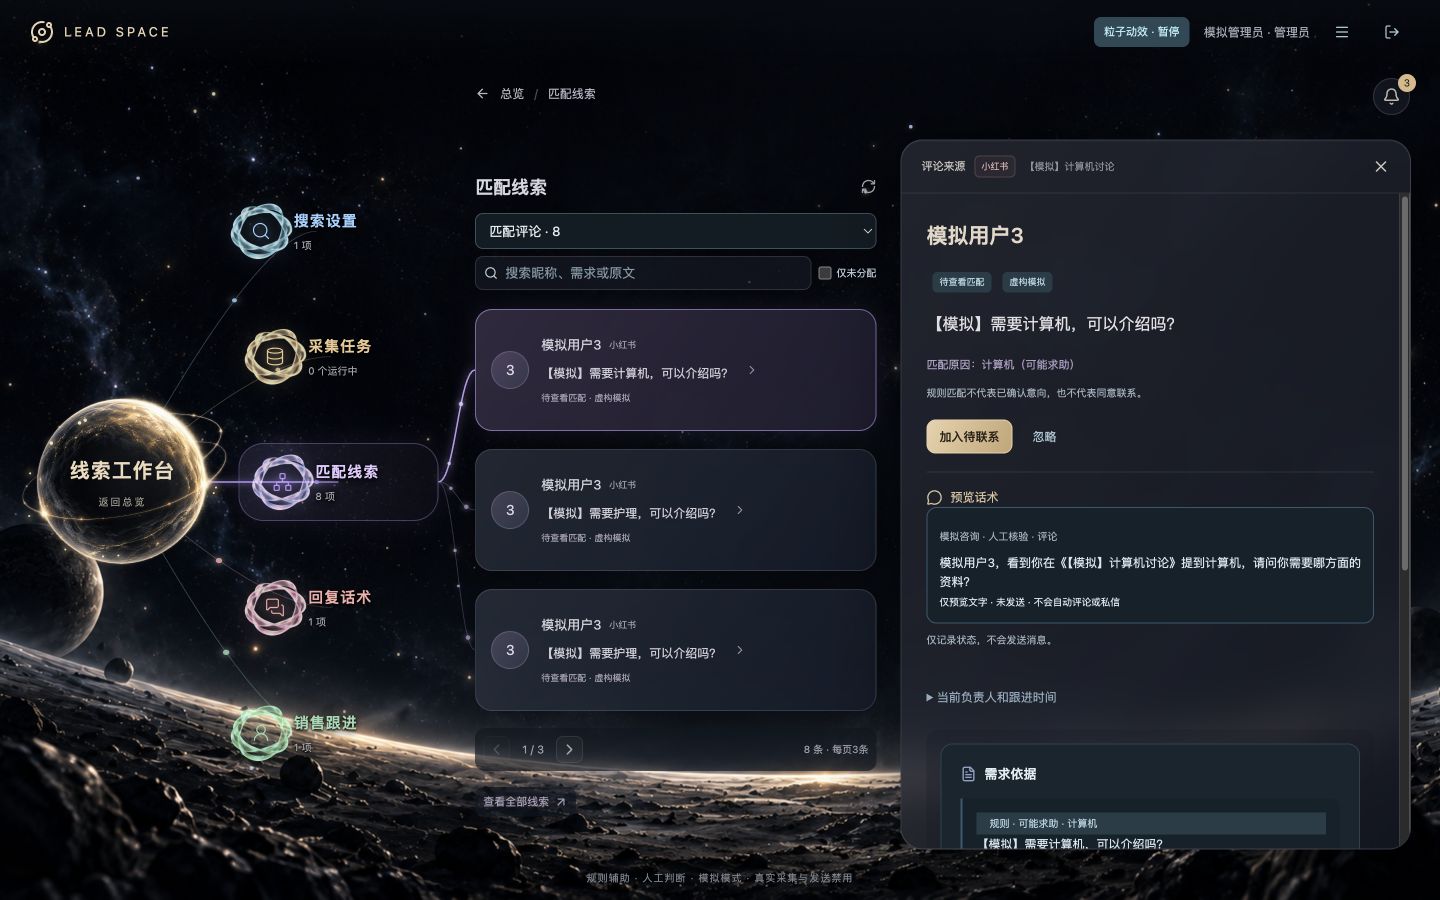 LEAD SPACE
粒子动效 · 暂停
模拟管理员 · 管理员
总览 / 匹配线索
3
搜索设置
1 项
采集任务
0 个运行中
线索工作台
返回总览
匹配线索
8 项
回复话术
1 项
销售跟进
1 项
匹配线索
匹配评论 · 8
搜索昵称、需求或原文
仅未分配
3
模拟用户3 小红书
【模拟】需要计算机，可以介绍吗？
待查看匹配 · 虚构模拟
3
模拟用户3 小红书
【模拟】需要护理，可以介绍吗？
待查看匹配 · 虚构模拟
3
模拟用户3 小红书
【模拟】需要护理，可以介绍吗？
待查看匹配 · 虚构模拟
1 / 3
8 条 · 每页3条
查看全部线索
评论来源 小红书 【模拟】计算机讨论
模拟用户3
待查看匹配 虚构模拟
【模拟】需要计算机，可以介绍吗？
匹配原因：计算机（可能求助）
规则匹配不代表已确认意向，也不代表同意联系。
加入待联系 忽略
预览话术
模拟咨询 · 人工核验 · 评论
模拟用户3，看到你在《【模拟】计算机讨论》提到计算机，请问你需要哪方面的
资料？
仅预览文字 · 未发送 · 不会自动评论或私信
仅记录状态，不会发送消息。
当前负责人和跟进时间
需求依据
规则 · 可能求助 · 计算机
【模拟】需要计算机，可以介绍吗？
规则辅助 · 人工判断 · 模拟模式 · 真实采集与发送禁用